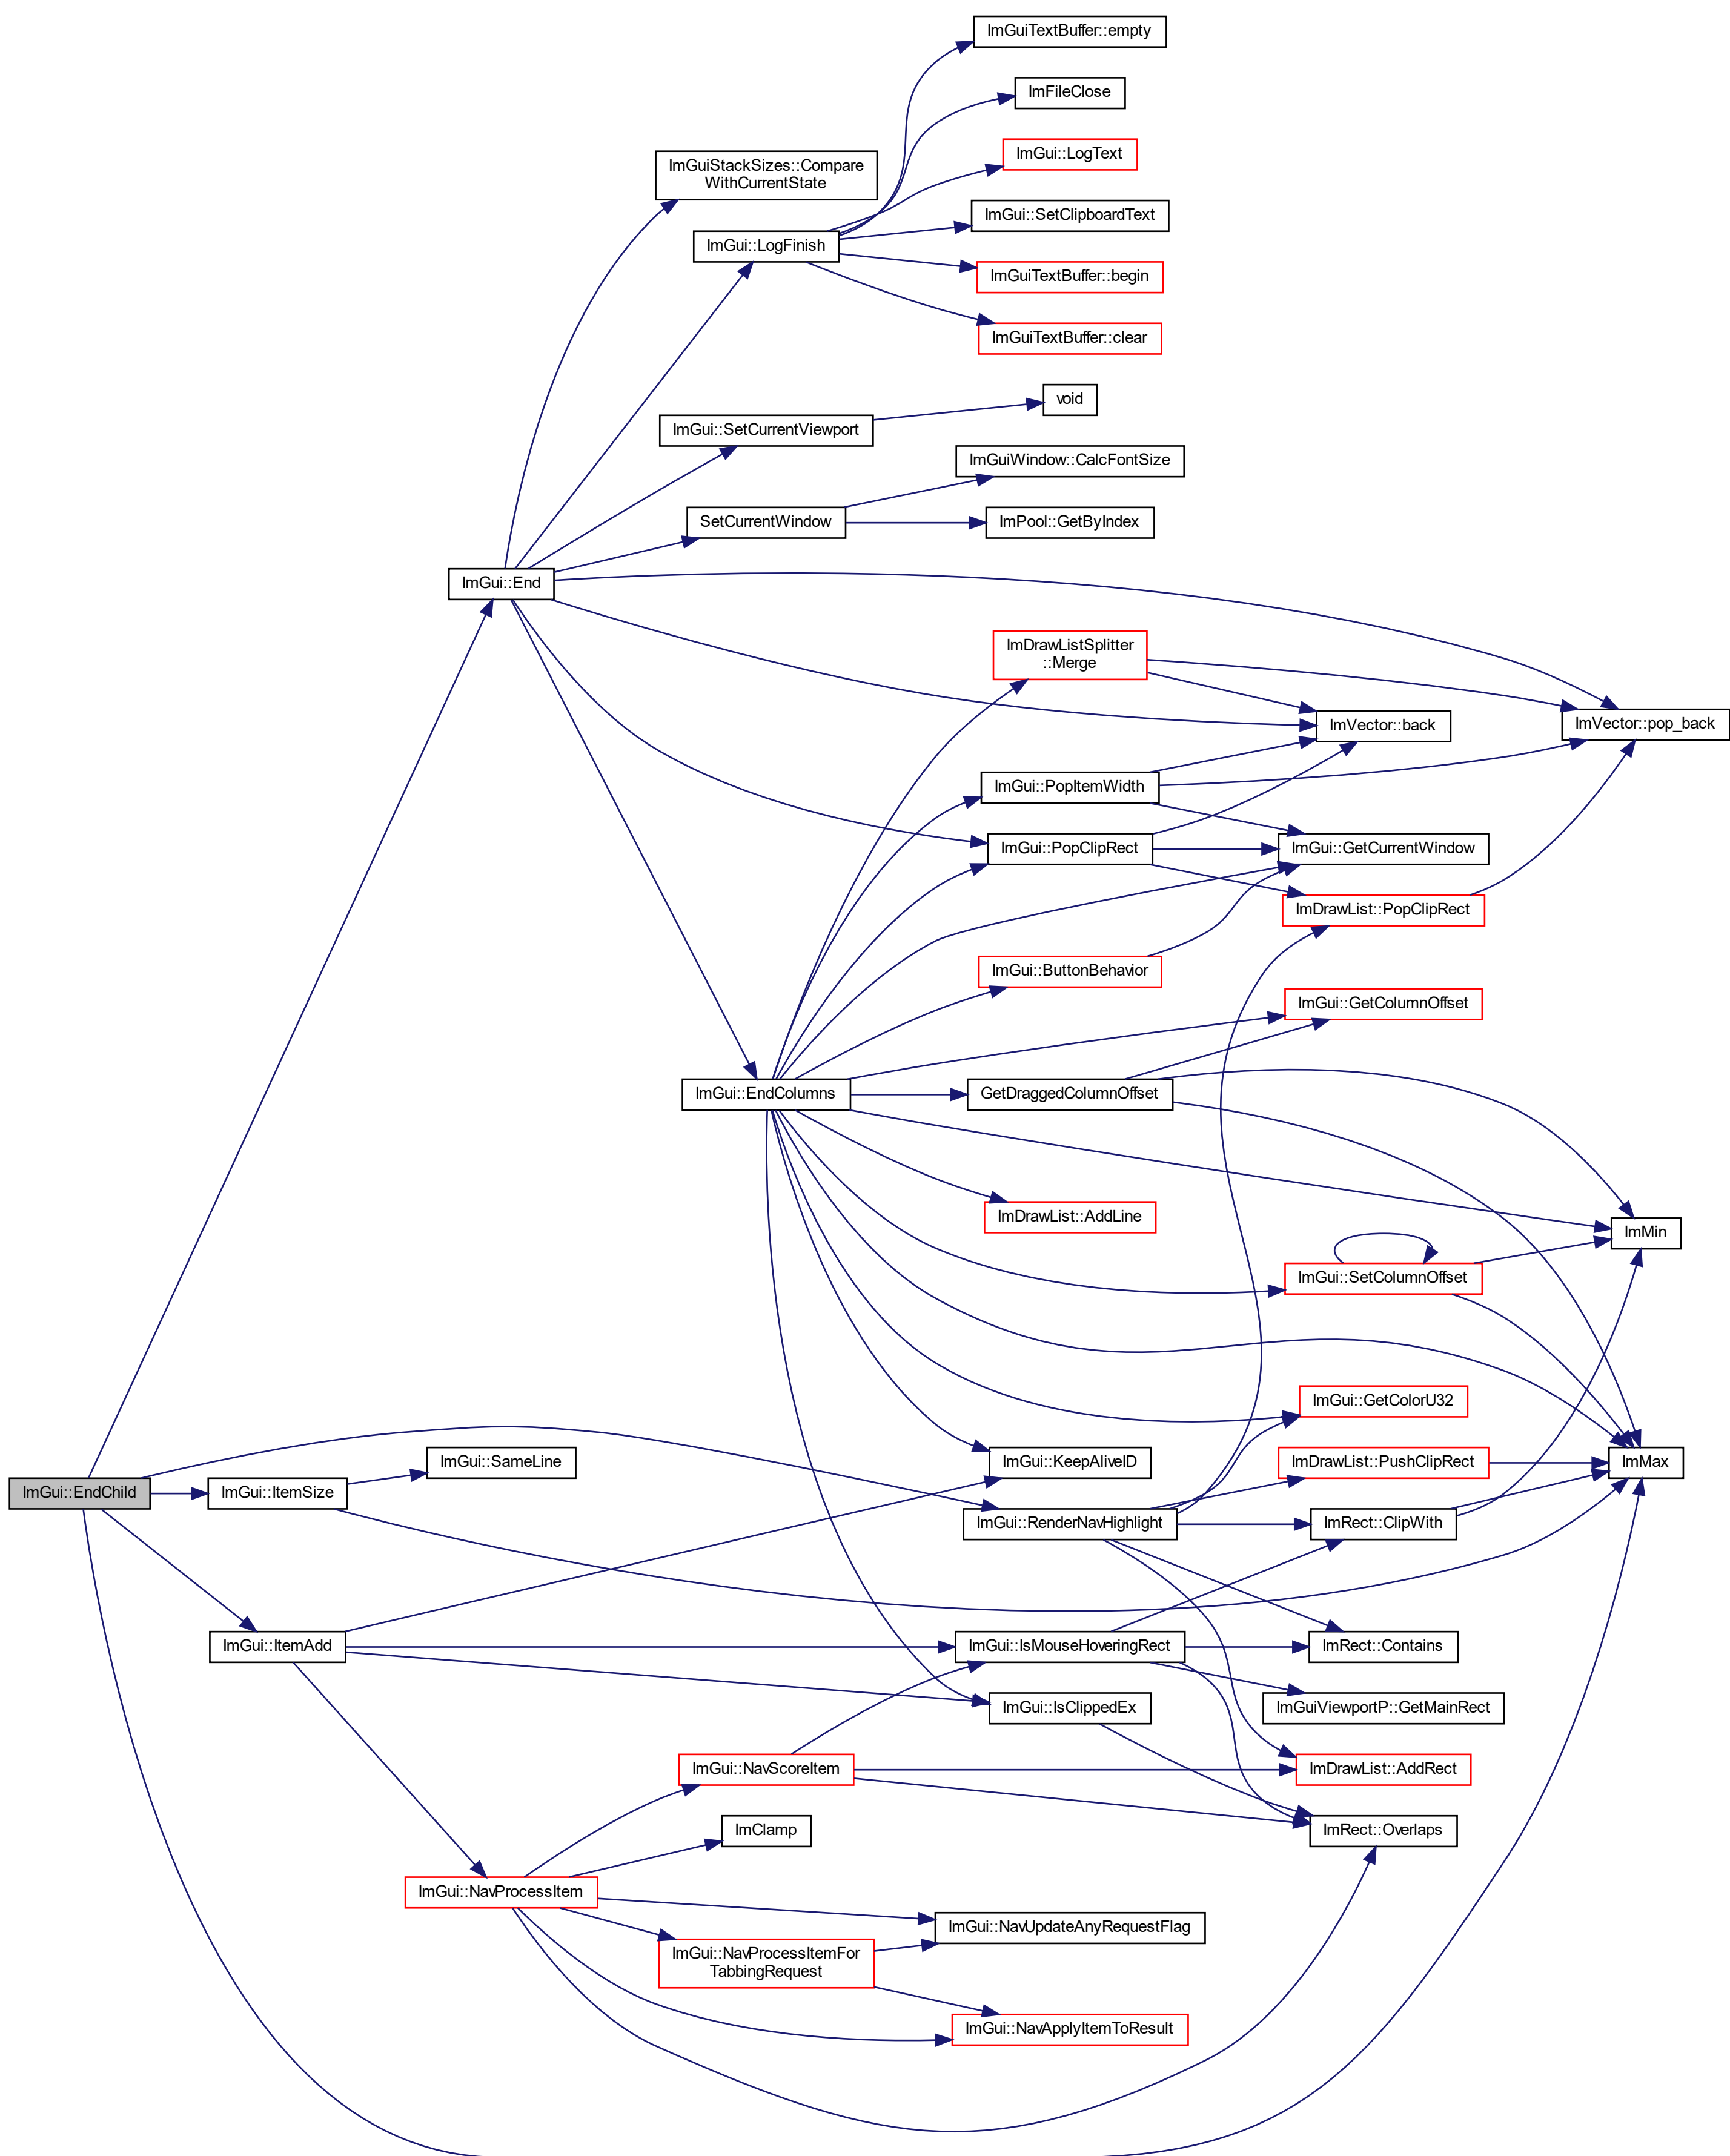 ImGuiTextBuffer::empty
ImFileClose
ImGui::LogText
ImGuiStackSizes::Compare
WithCurrentState
ImGui::SetClipboardText
ImGui::LogFinish
ImGuiTextBuffer::begin
ImGuiTextBuffer::clear
void
ImGui::SetCurrentViewport
ImGuiWindow::CalcFontSize
SetCurrentWindow
ImPool::GetByIndex
ImGui::End
ImDrawListSplitter
::Merge
ImVector::back
ImVector::pop_back
ImGui::PopItemWidth
ImGui::PopClipRect
ImGui::GetCurrentWindow
ImDrawList::PopClipRect
ImGui::ButtonBehavior
ImGui::GetColumnOffset
ImGui::EndColumns
GetDraggedColumnOffset
ImDrawList::AddLine
ImMin
ImGui::SetColumnOffset
ImGui::GetColorU32
ImGui::SameLine
ImGui::KeepAliveID
ImDrawList::PushClipRect
ImMax
ImGui::EndChild
ImGui::ItemSize
ImGui::RenderNavHighlight
ImRect::ClipWith
ImGui::ItemAdd
ImGui::IsMouseHoveringRect
ImRect::Contains
ImGui::IsClippedEx
ImGuiViewportP::GetMainRect
ImGui::NavScoreItem
ImDrawList::AddRect
ImClamp
ImRect::Overlaps
ImGui::NavProcessItem
ImGui::NavUpdateAnyRequestFlag
ImGui::NavProcessItemFor
TabbingRequest
ImGui::NavApplyItemToResult